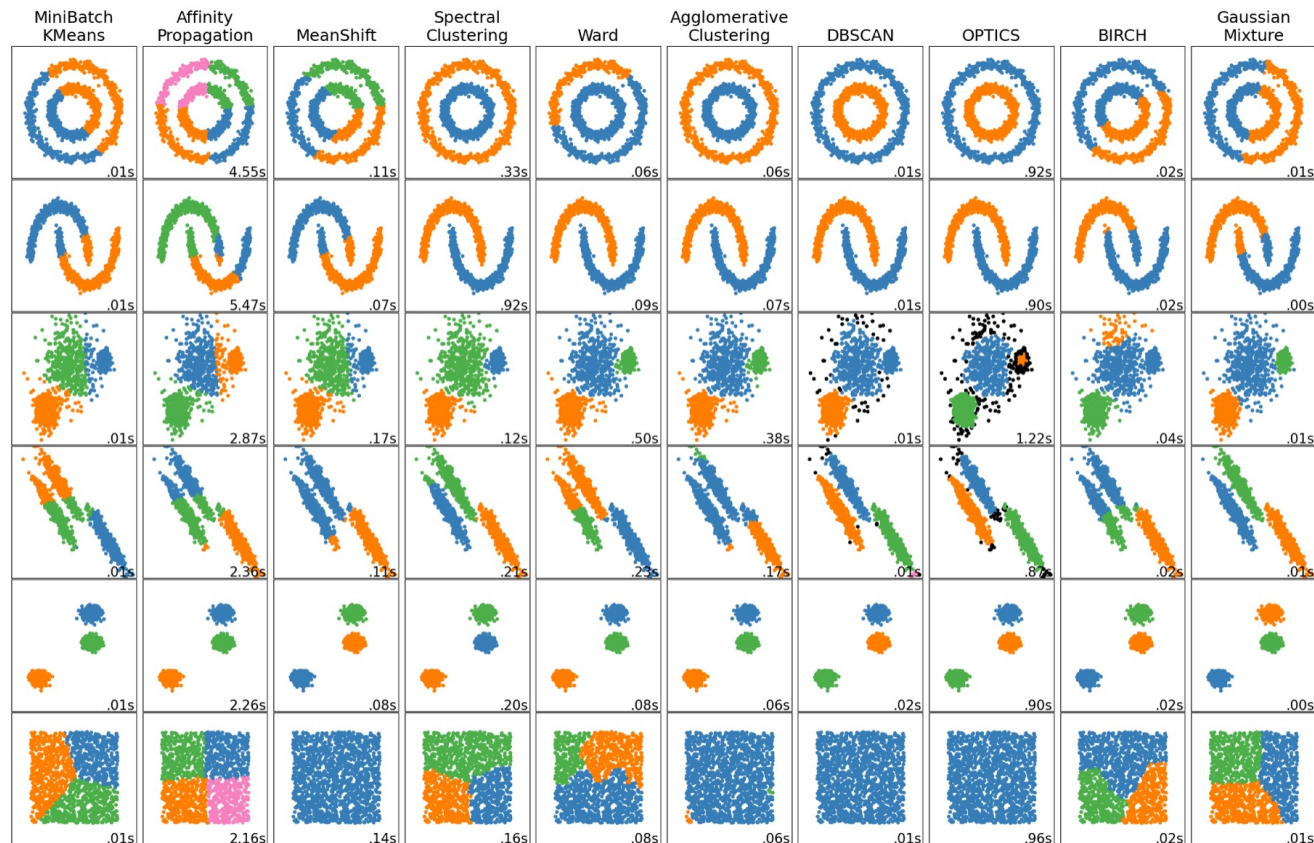 MiniBatch
KMeans
Affinity
Propagation
MeanShift
Spectral
Clustering
Ward
Agglomerative
Clustering
DBSCAN
OPTICS
BIRCH
Gaussian
Mixture
.01s
4.55s
.11s
.33s
.06s
.06s
.01s
.92s
.02s
.01s
.01s
5.47s
.07s
.92s
.09s
.07s
.01s
.90s
.02s
.00s
.01s
2.87s
.17s
.12s
.50s
.38s
.01s
1.22s
.04s
.01s
.01s
2.36s
.11s
.21s
.23s
.17s
.01s
.87s
.02s
.01s
.01s
2.26s
.08s
.20s
.08s
.06s
.02s
.90s
.02s
.00s
.01s
2.16s
.14s
.16s
.08s
.06s
.01s
.96s
.02s
.01s